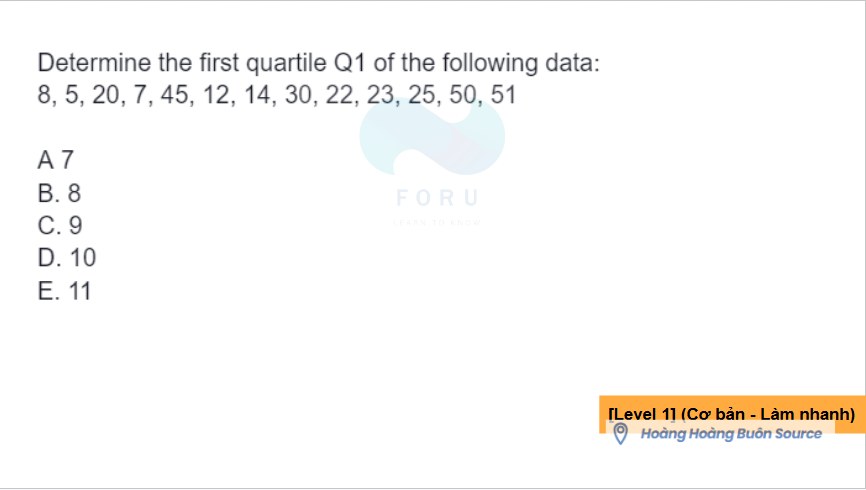 Determine the first quartile Q1 of the following data:
8, 5, 20, 7, 45, 12, 14, 30, 22, 23, 25, 50, 51
A 7
B. 8
FORU
C. 9
D. 10
E. 11
[Level 1] (Cơ bản - Làm nhanh)
Hoàng Hoàng Buôn Source